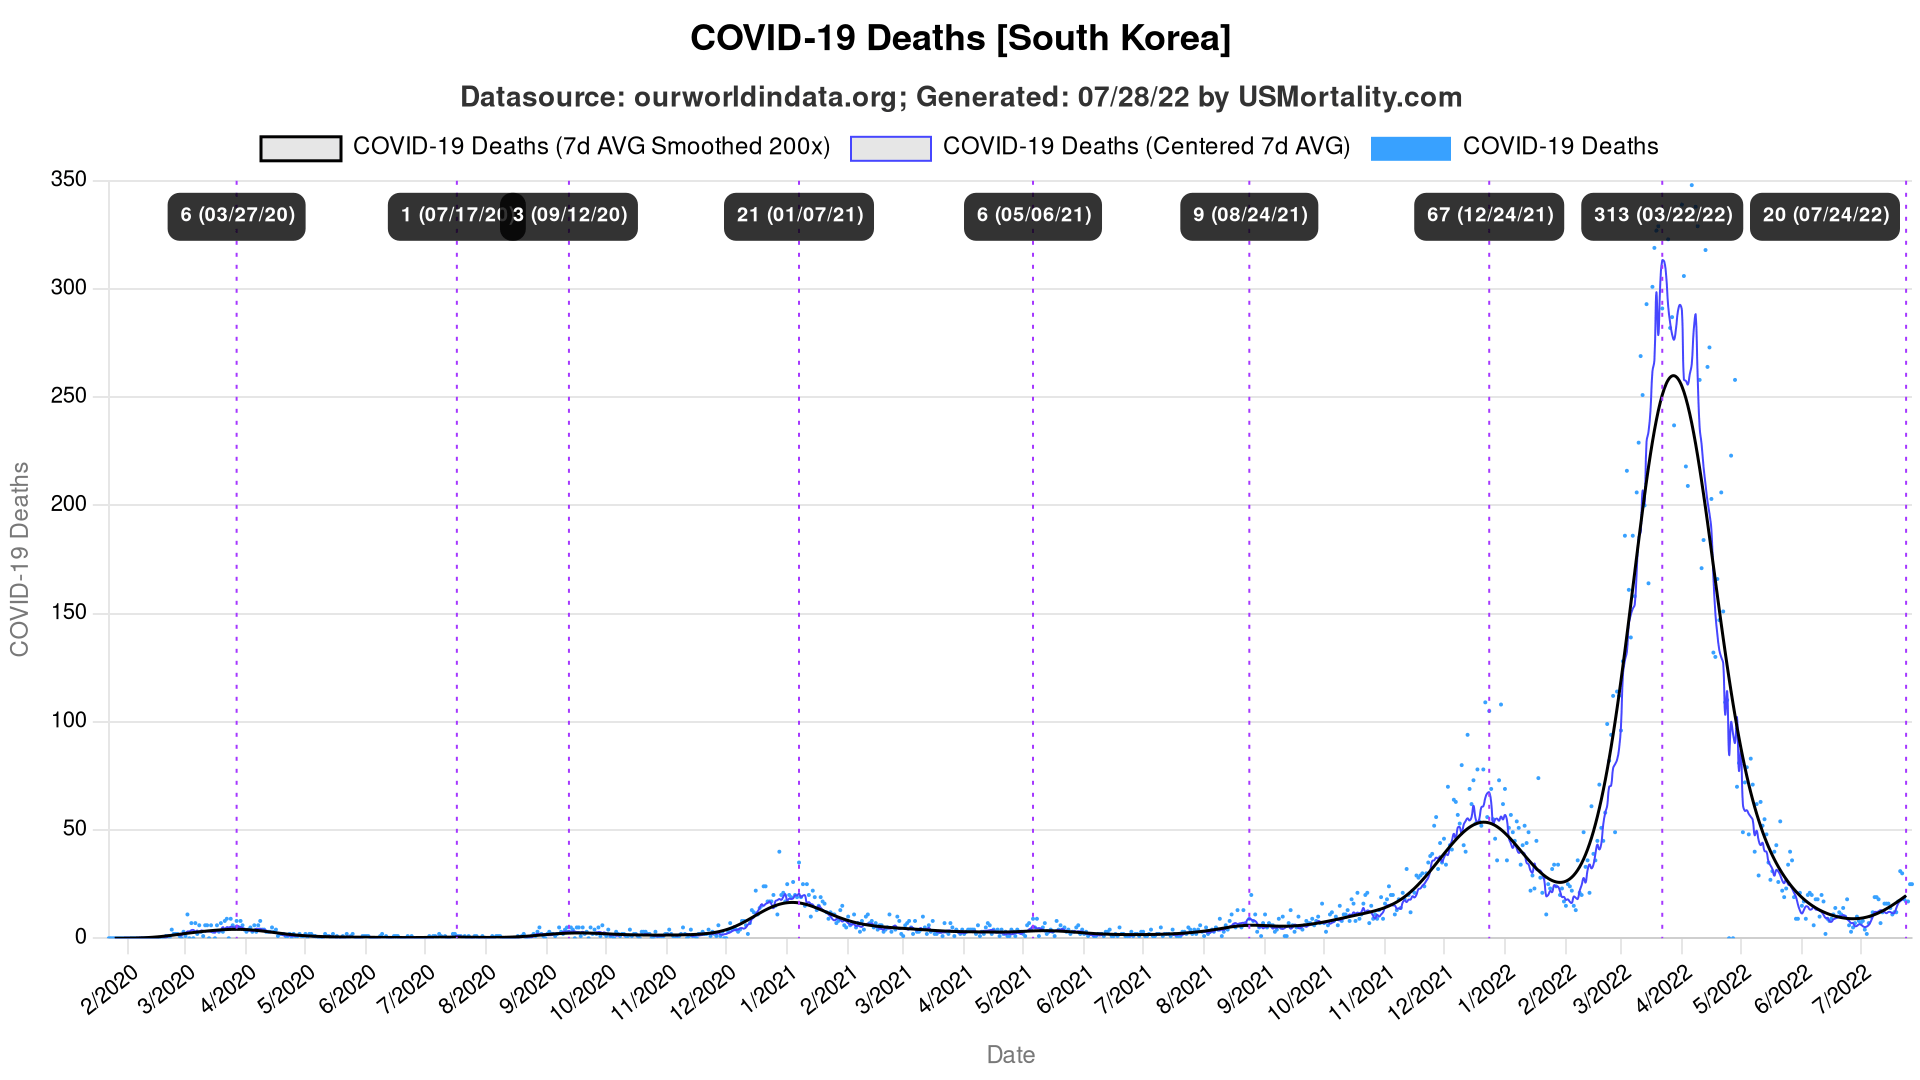 COVID-19 Deaths [South Korea]
Datasource: ourworldindata.org; Generated: 07/28/22 by USMortality.com
COVID-19 Deaths (7d AVG Smoothed 200x) COVID-19 Deaths (Centered 7d AVG) COVID-19 Deaths
6 (03/27/20) 1 (07/17/20) 3 (09/12/20) 21 (01/07/21) 6 (05/06/21) 9 (08/24/21) 67 (12/24/21) 313 (03/22/22) 20 (07/24/22)
350
300
250
200
150
100
50
0
COVID-19 Deaths
2/2020 3/2020 4/2020 5/2020 6/2020 7/2020 8/2020 9/2020 10/2020 11/2020 12/2020 1/2021 2/2021 3/2021 4/2021 5/2021 6/2021 7/2021 8/2021 9/2021 10/2021 11/2021 12/2021 1/2022 2/2022 3/2022 4/2022 5/2022 6/2022 7/2022
Date